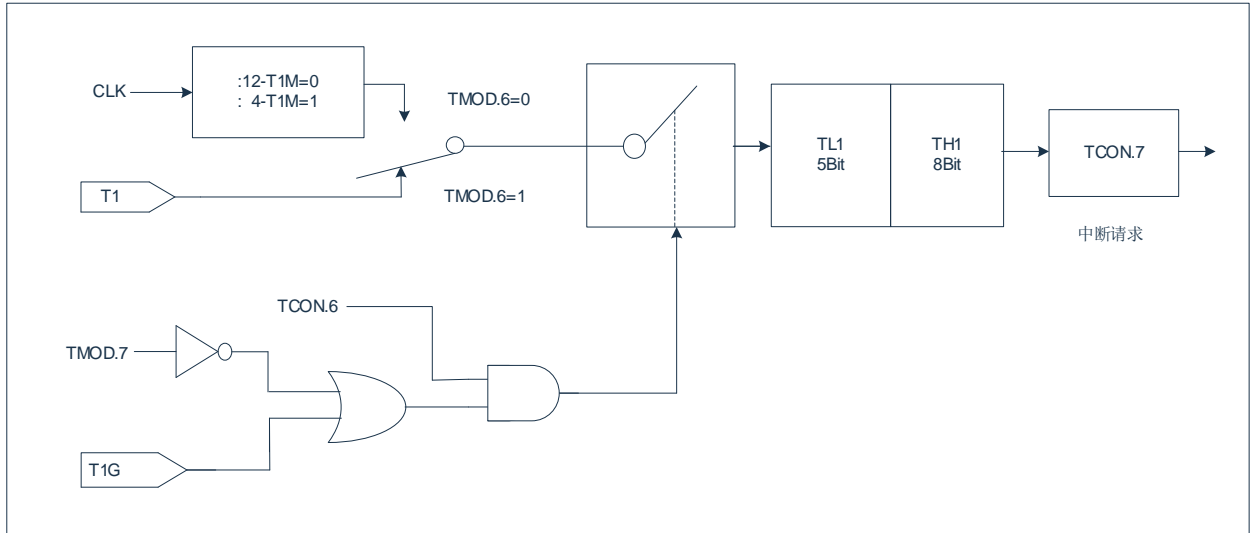 CLK
:12-T1M=0
: 4-T1M=1
TMOD.6=0
T1
TMOD.6=1
TL1
5Bit
TH1
8Bit
TCON.7
中断请求
TCON.6
TMOD.7
T1G